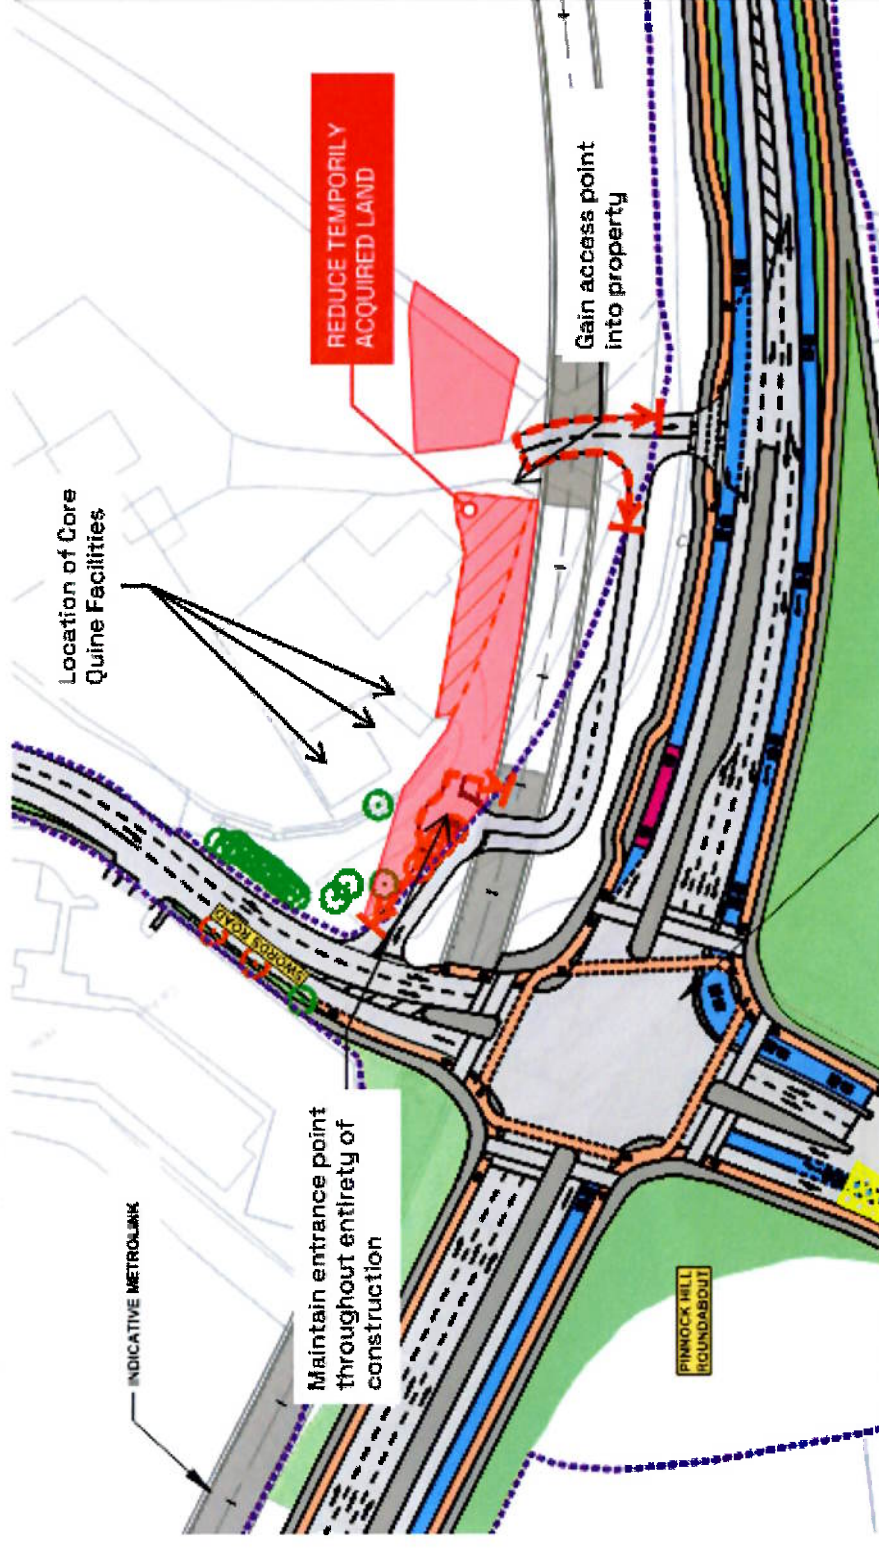 REDUCE TEMPORILY
ACQUIRED LAND
Gain access point
into property
Location of Core
Quine Facilities
SWORDS ROAD
Maintain entrance point
throughout entirety of
construction
INDICATIVE METROLINK
PINNOCK HILL
ROUNDABOUT